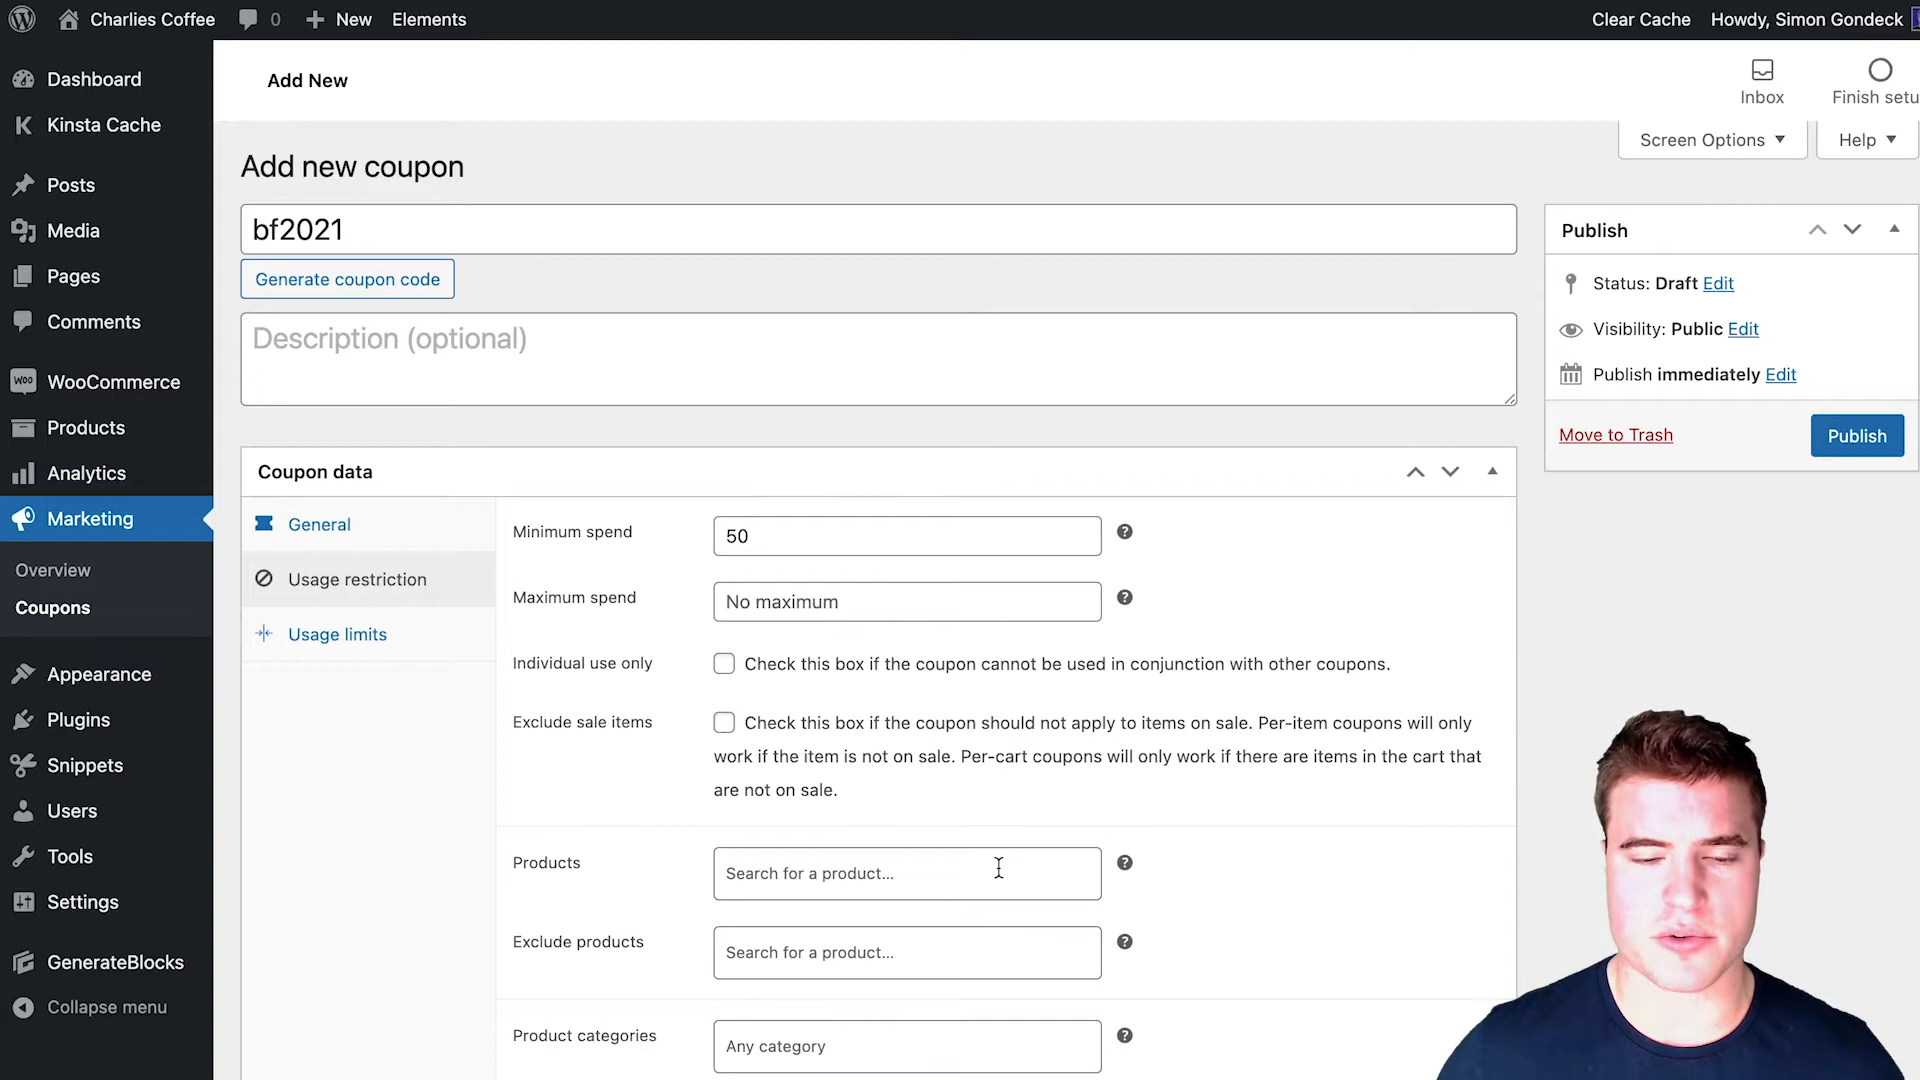 Charlies Coffee
0
New
Elements
Clear Cache
Howdy, Simon Gondeck
Dashboard
Kinsta Cache
Posts
Media
Pages
Comments
WOO WooCommerce
Products
Analytics
Marketing
Overview
Coupons
Appearance
Plugins
Snippets
Users
Tools
Settings
GenerateBlocks
Collapse menu
Add New
Inbox
Finish setu
Screen Options
Help
Add new coupon
bf2021
Generate coupon code
Description (optional)
Coupon data
General
Usage restriction
Usage limits
Minimum spend
50
Maximum spend
No maximum
Individual use only
Check this box if the coupon cannot be used in conjunction with other coupons.
Exclude sale items
Check this box if the coupon should not apply to items on sale. Per-item coupons will only
work if the item is not on sale. Per-cart coupons will only work if there are items in the cart that
are not on sale.
Products
Search for a product...
Exclude products
Search for a product...
Product categories
Any category
Publish
Status: Draft Edit
Visibility: Public Edit
Publish immediately Edit
Move to Trash
Publish